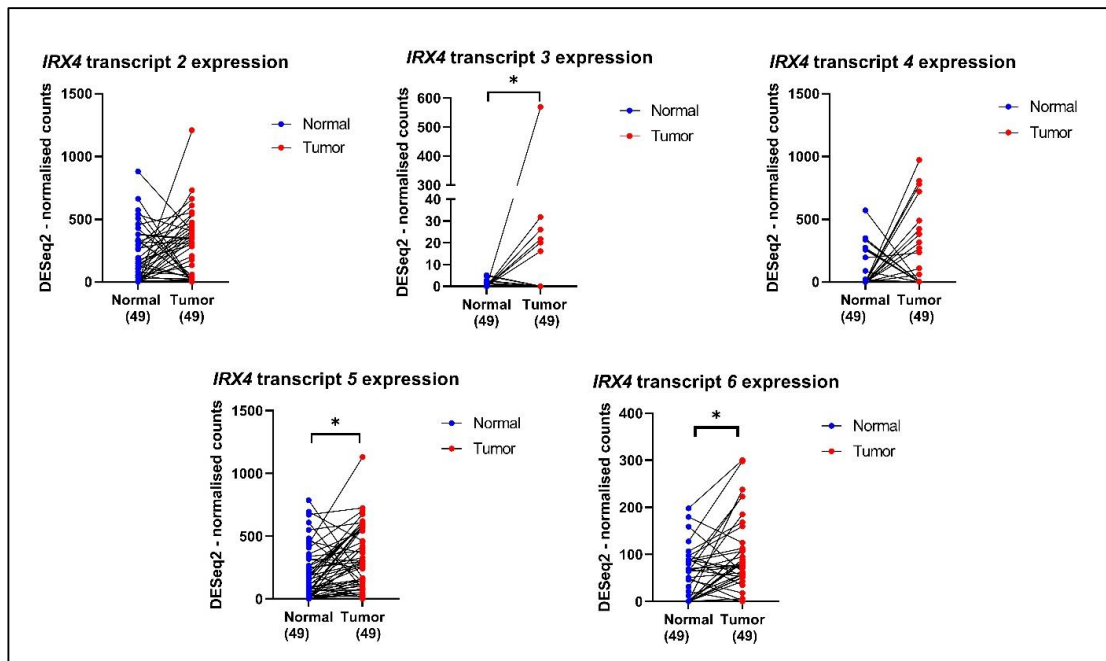 IRX4 transcript 2 expression
DESeq2 - normalised counts
1500
1000
500
0
Normal
(49)
Tumor
(49)
Normal
Tumor
IRX4 transcript 3 expression
*
DESeq2 - normalised counts
600
500
400
300
40
30
20
10
0
Normal
(49)
Tumor
(49)
Normal
Tumor
IRX4 transcript 4 expression
DESeq2 - normalised counts
1500
1000
500
0
Normal
(49)
Tumor
(49)
Normal
Tumor
IRX4 transcript 5 expression
*
DESeq2 - normalised counts
1500
1000
500
0
Normal
(49)
Tumor
(49)
Normal
Tumor
IRX4 transcript 6 expression
*
DESeq2 - normalised counts
400
300
200
100
0
Normal
(49)
Tumor
(49)
Normal
Tumor